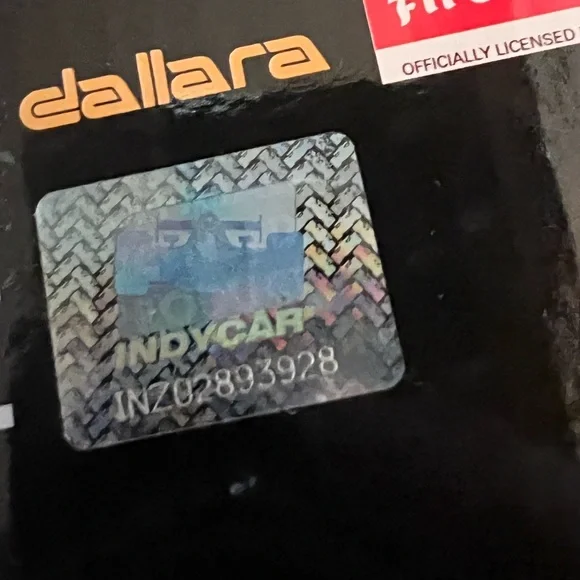 dallara
OFFICIALLY LICENSED
INDYCAR
INZ02893928